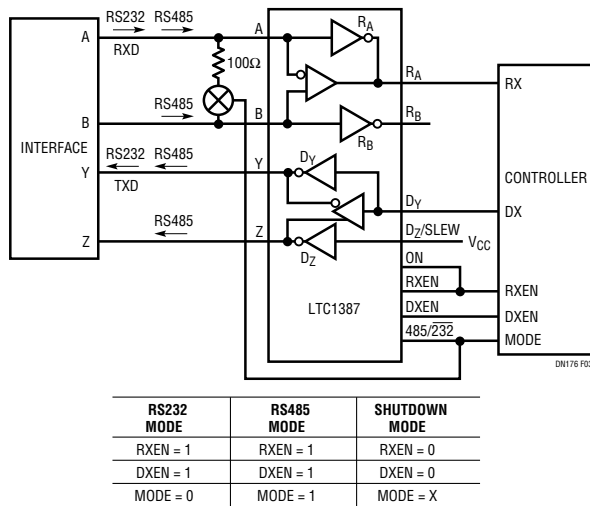 RS232 RS485
A
RXD
A
RA
100Ω
RA
RX
B
RS485
B
RB
RB
INTERFACE
RS232 RS485
Y
TXD
Y
DY
DY
DX
CONTROLLER
RS485
Z
Z
DZ
DZ/SLEW
VCC
ON
RXEN
RXEN
LTC1387
DXEN
DXEN
485/232
MODE
DN176 F03
RS232 MODE RS485 MODE SHUTDOWN MODE
RXEN = 1 RXEN = 1 RXEN = 0
DXEN = 1 DXEN = 1 DXEN = 0
MODE = 0 MODE = 1 MODE = X